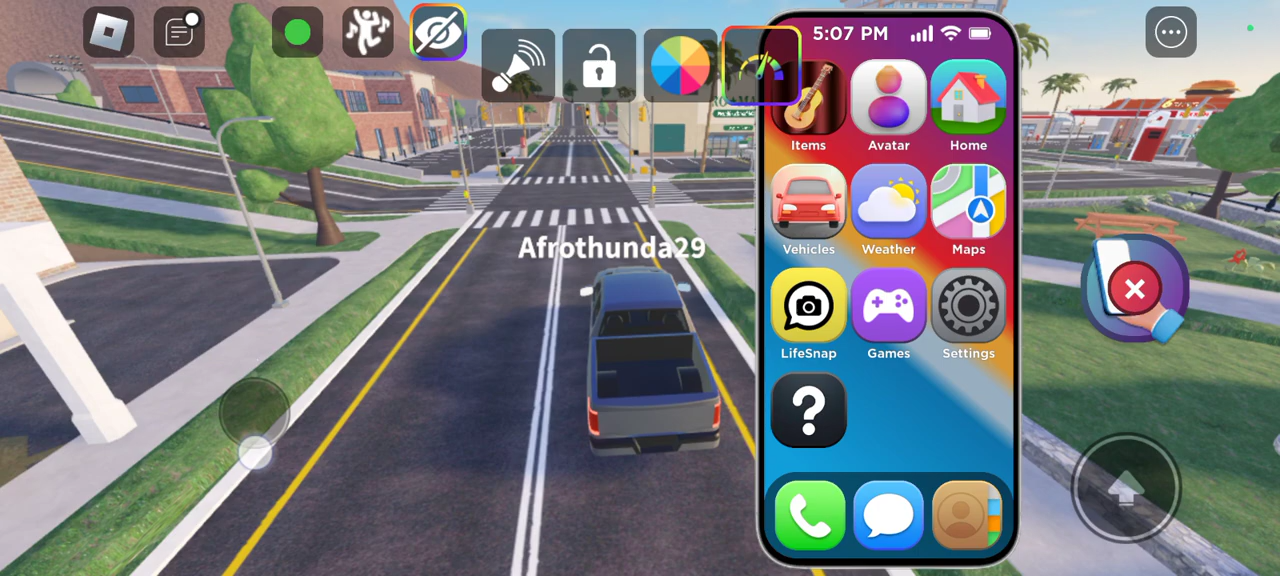 5:07 PM
Items
Avatar
Home
Vehicles
Weather
Maps
Afrothunda29
LifeSnap
Games
Settings
?